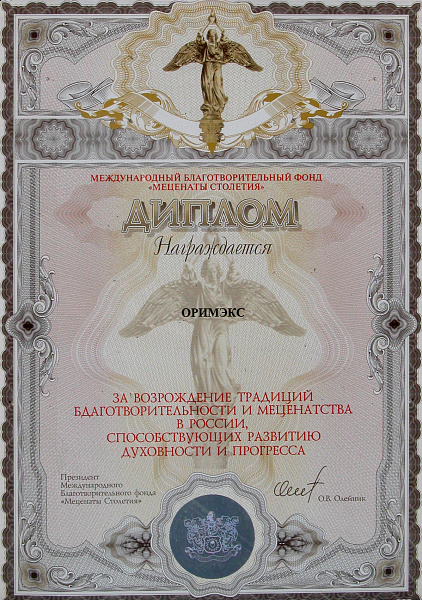 МЕЖДУНАРОДНЫЙ БЛАГОТВОРИТЕЛЬНЫЙ ФОНД
«МЕЦЕНАТЫ СТОЛЕТИЯ»
ДИПЛОМ
Награждается
ОРИМЭКС
ЗА ВОЗРОЖДЕНИЕ ТРАДИЦИЙ
БЛАГОТВОРИТЕЛЬНОСТИ И МЕЦЕНАТСТВА
В РОССИИ,
СПОСОБСТВУЮЩИХ РАЗВИТИЮ
ДУХОВНОСТИ И ПРОГРЕССА
Президент
Международного
Благотворительного фонда
«Меценаты Столетия»
О.В. Олейник